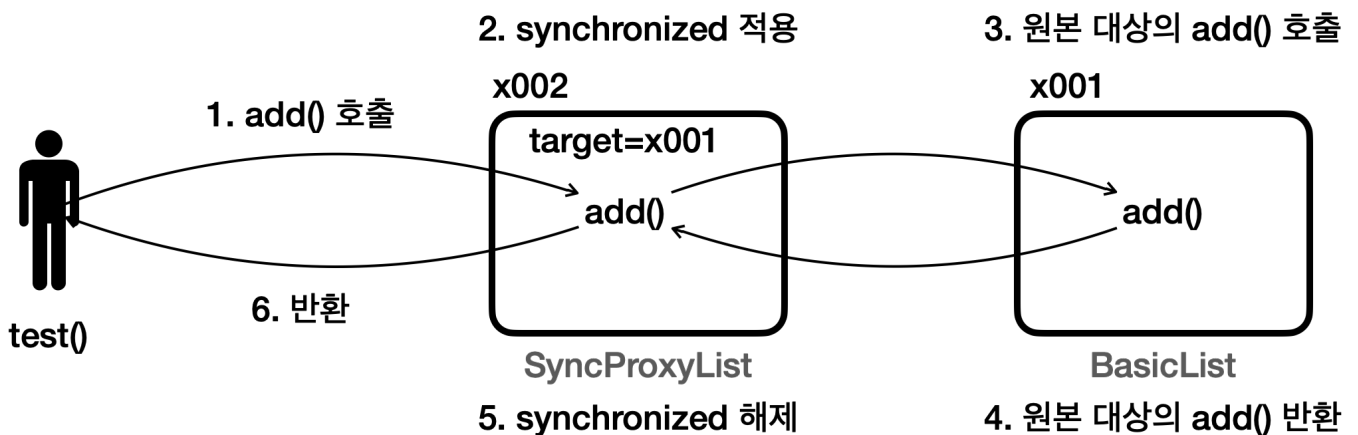 2. synchronized 적용
3. 원본 대상의 add() 호출
x002
x001
1. add() 호출
target=x001
add()
add()
6. 반환
test()
SyncProxyList
BasicList
5. synchronized 해제
4. 원본 대상의 add() 반환